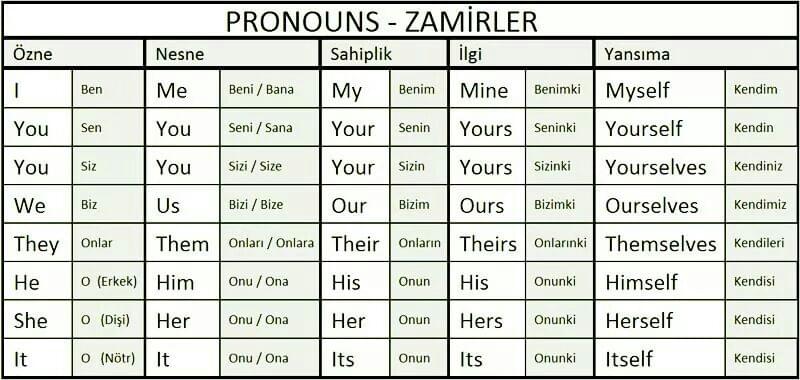 PRONOUNS - ZAMİRLER
Özne Nesne Sahiplik İlgi Yansıma
I Ben Me Beni / Bana My Benim Mine Benimki Myself Kendim
You Sen You Seni / Sana Your Senin Yours Seninki Yourself Kendin
You Siz You Sizi / Size Your Sizin Yours Sizinki Yourselves Kendiniz
We Biz Us Bizi / Bize Our Bizim Ours Bizimki Ourselves Kendimiz
They Onlar Them Onları / Onlara Their Onların Theirs Onlarınki Themselves Kendileri
He O (Erkek) Him Onu / Ona His Onun His Onunki Himself Kendisi
She O (Dişi) Her Onu / Ona Her Onun Hers Onunki Herself Kendisi
It O (Nötr) It Onu / Ona Its Onun Its Onunki Itself Kendisi